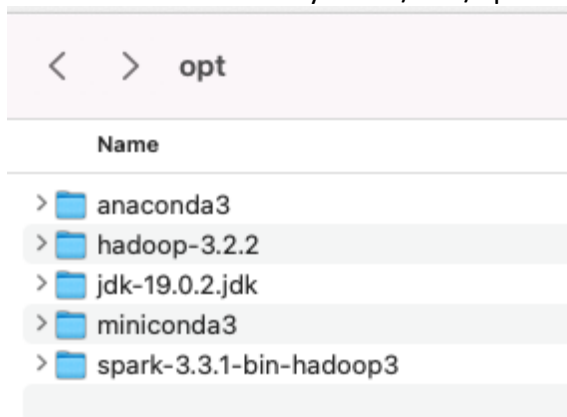 opt
Name
anaconda3
hadoop-3.2.2
jdk-19.0.2.jdk
miniconda3
spark-3.3.1-bin-hadoop3